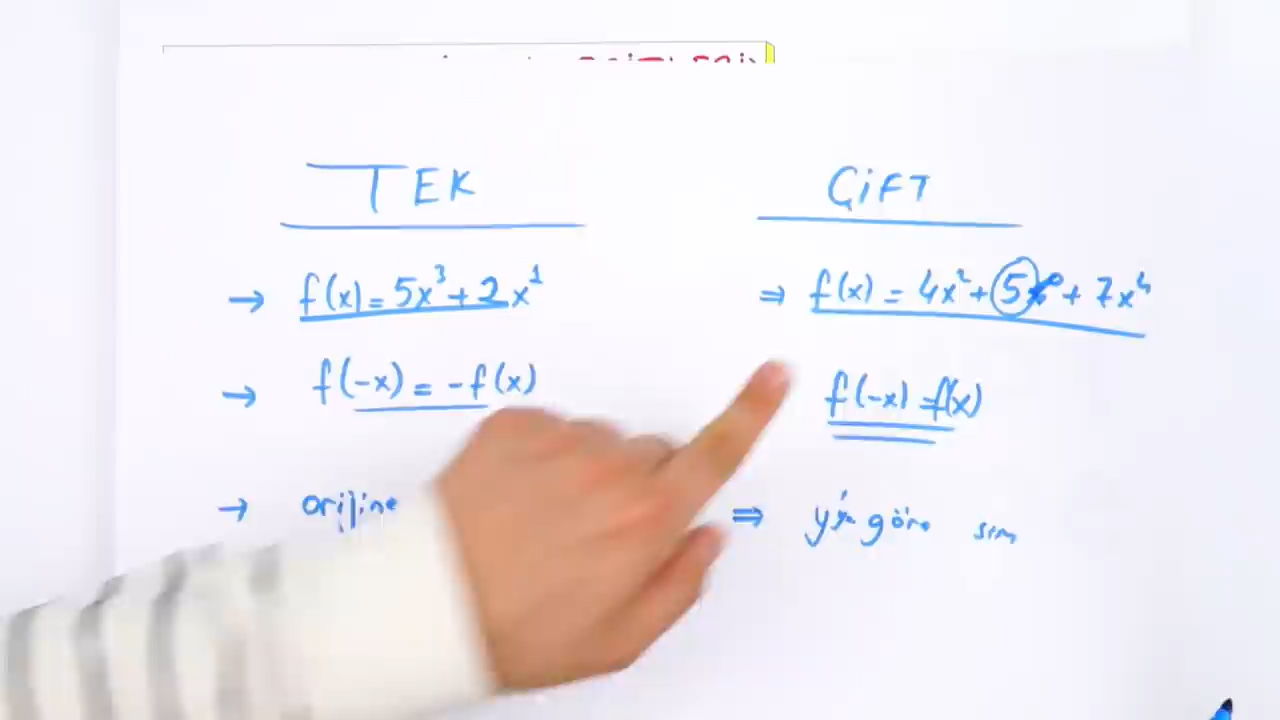 TEK
→ f(x) = 5x³ + 2x¹
→ f(-x) = -f(x)
→ orijine
ÇİFT
⇒ f(x) = 4x² + 5x⁰ + 7x⁴
f(-x) = f(x)
⇒ y'ye göre sim